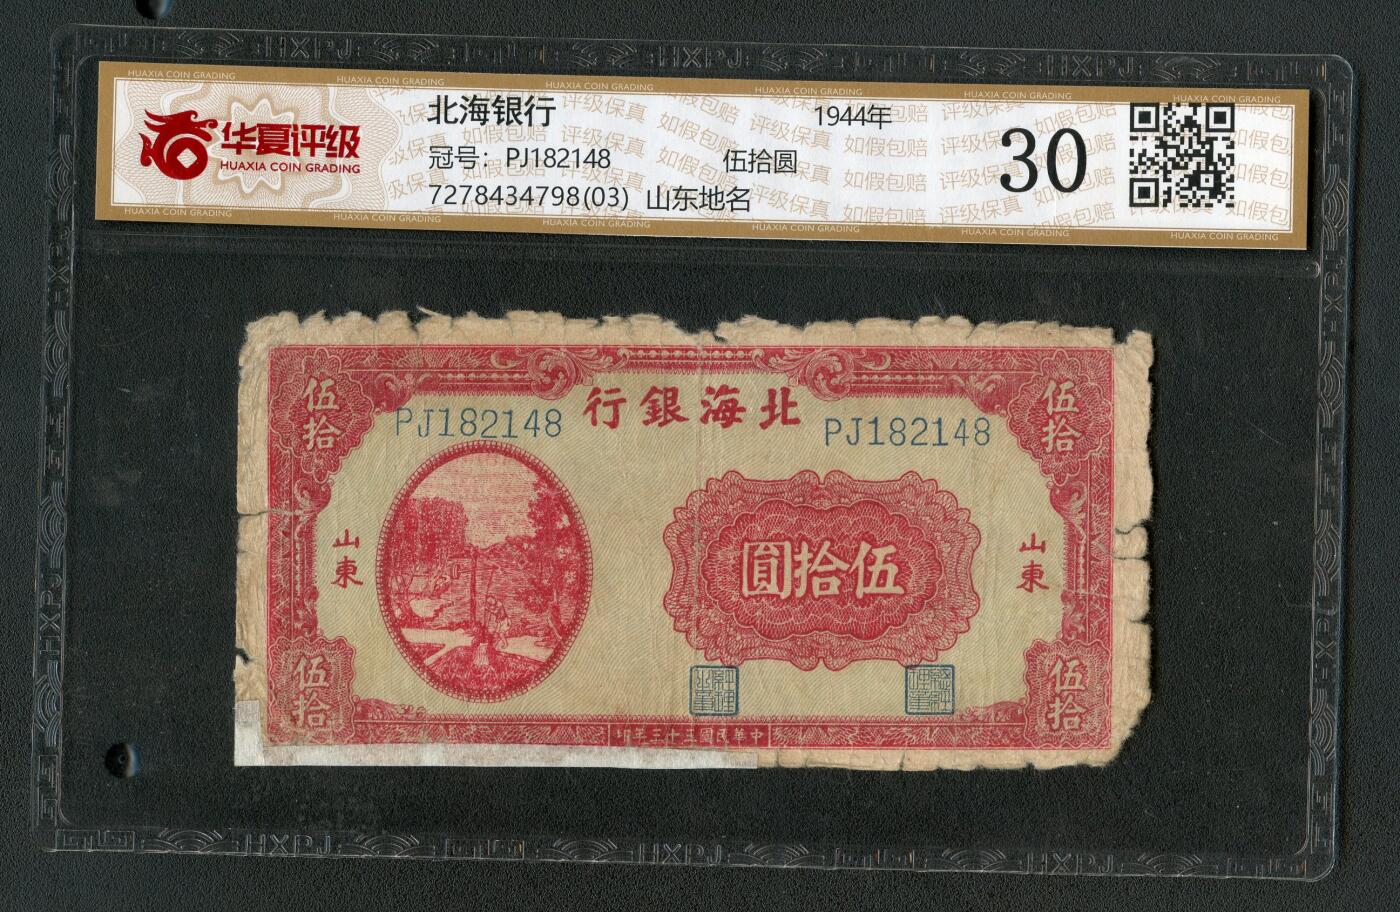 华夏评级
HUAXIA COIN GRADING
北海银行 1944年
冠号：PJ182148 伍拾圆
7278434798(03) 山东地名
30
伍拾 伍拾
行銀海北
PJ182148 PJ182148
山東 山東
圓拾伍
伍拾 伍拾
印年三十三國民華中